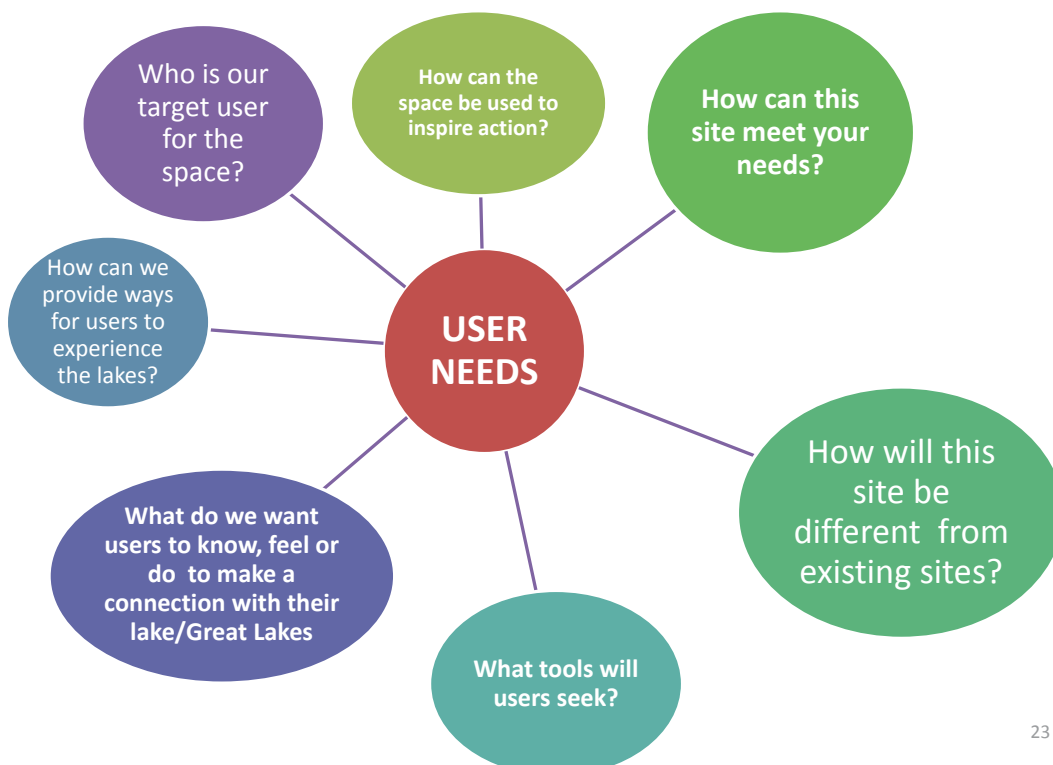 Who is our
target user
for the
space?
How can the
space be used to
inspire action?
How can this
site meet your
needs?
How can we
provide ways
for users to
experience
the lakes?
USER
NEEDS
How will this
site be
different  from
existing sites?
What do we want
users to know, feel or
do  to make a
connection with their
lake/Great Lakes
What tools will
users seek?
23